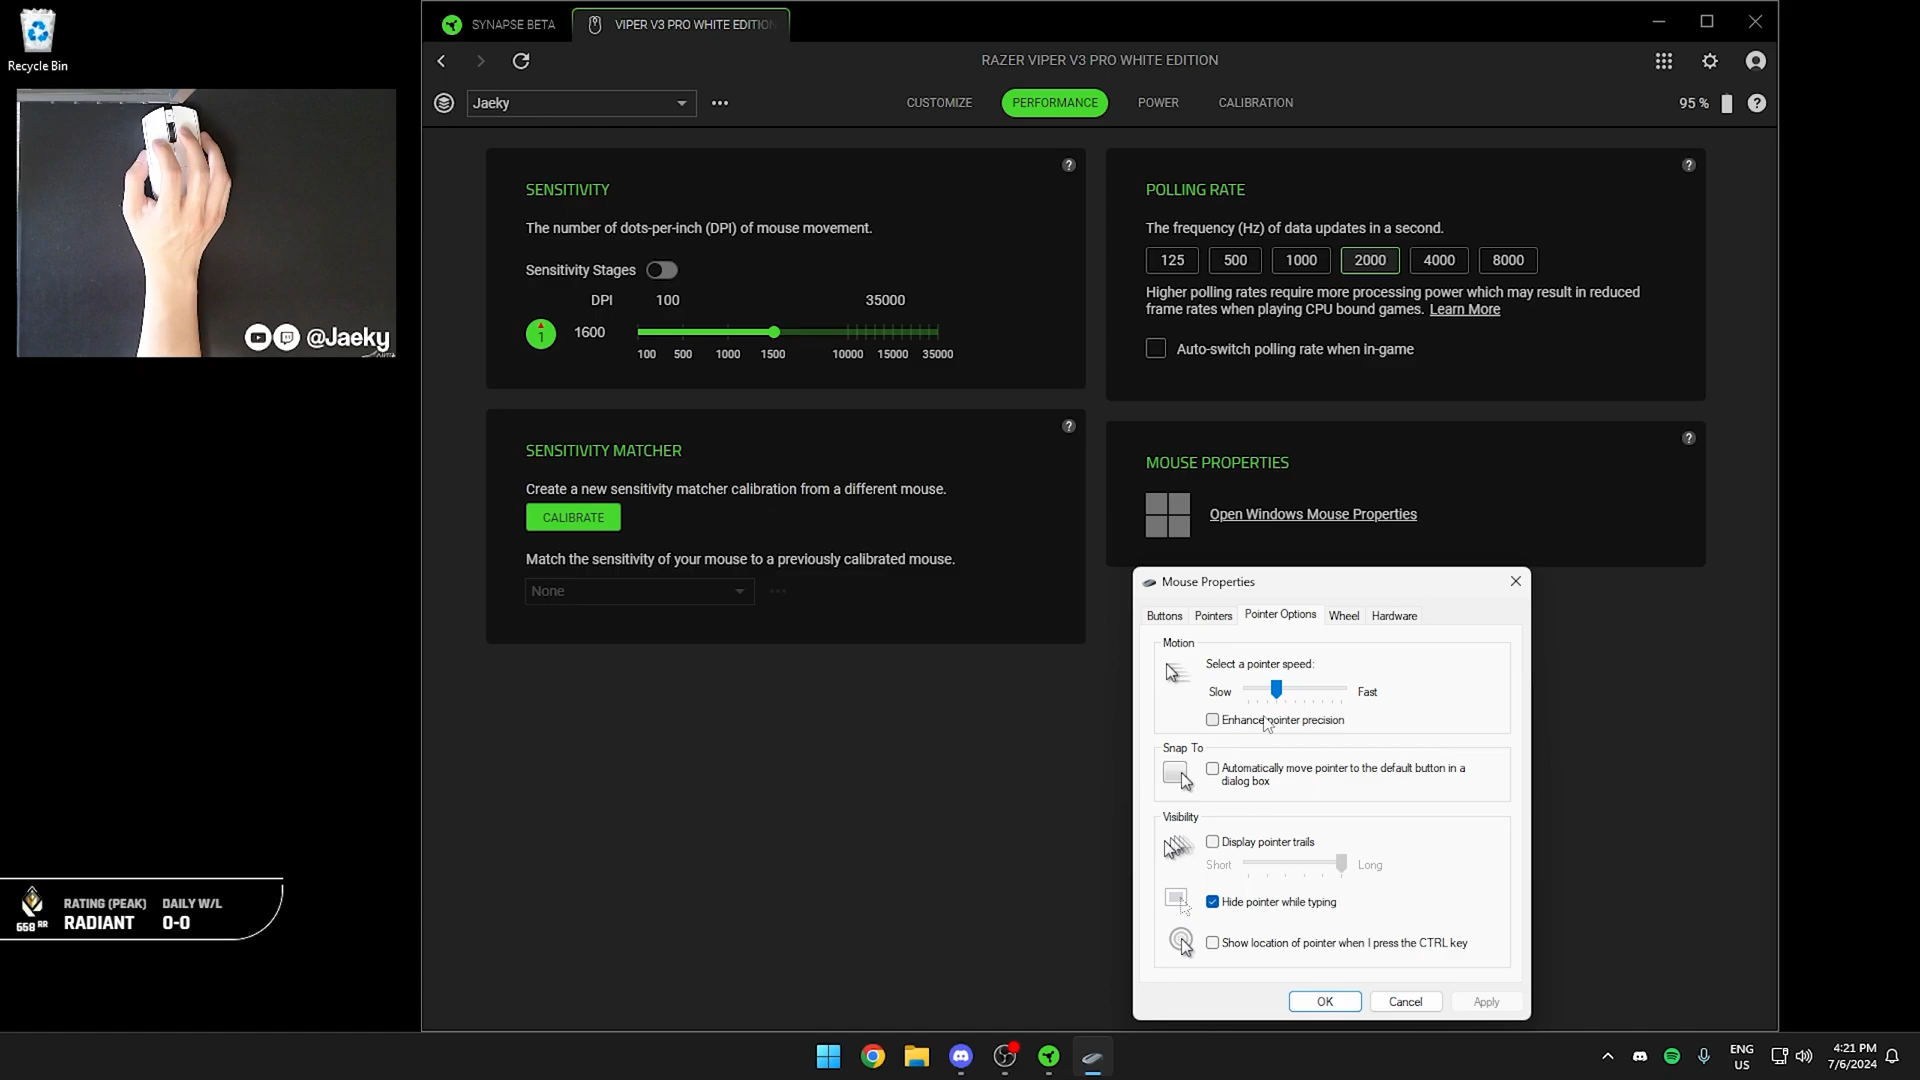 Recycle Bin
@Jaeky
658 RR
RATING (PEAK)
RADIANT
DAILY W/L
0-0
SYNAPSE BETA
VIPER V3 PRO WHITE EDITION
RAZER VIPER V3 PRO WHITE EDITION
Jaeky
CUSTOMIZE
PERFORMANCE
POWER
CALIBRATION
95 %
?
SENSITIVITY
?
The number of dots-per-inch (DPI) of mouse movement.
Sensitivity Stages
DPI 100 35000
1 1600
100 500 1000 1500 10000 15000 35000
SENSITIVITY MATCHER
?
Create a new sensitivity matcher calibration from a different mouse.
CALIBRATE
Match the sensitivity of your mouse to a previously calibrated mouse.
None
POLLING RATE
?
The frequency (Hz) of data updates in a second.
125 500 1000 2000 4000 8000
Higher polling rates require more processing power which may result in reduced
frame rates when playing CPU bound games. Learn More
Auto-switch polling rate when in-game
MOUSE PROPERTIES
?
Open Windows Mouse Properties
Mouse Properties
Buttons Pointers Pointer Options Wheel Hardware
Motion
Select a pointer speed:
Slow Fast
Enhance pointer precision
Snap To
Automatically move pointer to the default button in a
dialog box
Visibility
Display pointer trails
Short Long
Hide pointer while typing
Show location of pointer when I press the CTRL key
OK Cancel Apply
ENG
US
4:21 PM
7/6/2024